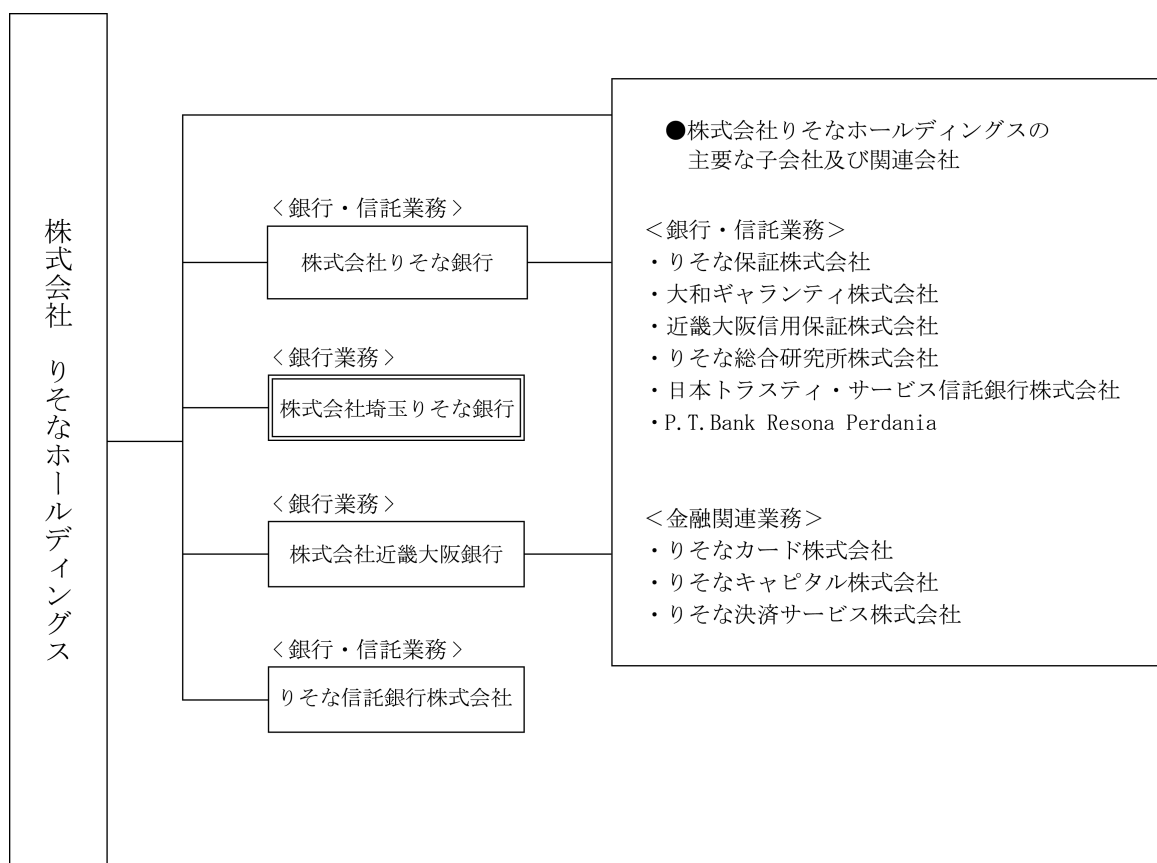 株式会社 りそなホールディングス
＜銀行・信託業務＞
株式会社りそな銀行
＜銀行業務＞
株式会社埼玉りそな銀行
＜銀行業務＞
株式会社近畿大阪銀行
＜銀行・信託業務＞
りそな信託銀行株式会社
●株式会社りそなホールディングスの
主要な子会社及び関連会社
＜銀行・信託業務＞
・りそな保証株式会社
・大和ギャランティ株式会社
・近畿大阪信用保証株式会社
・りそな総合研究所株式会社
・日本トラスティ・サービス信託銀行株式会社
・P.T.Bank Resona Perdania
＜金融関連業務＞
・りそなカード株式会社
・りそなキャピタル株式会社
・りそな決済サービス株式会社